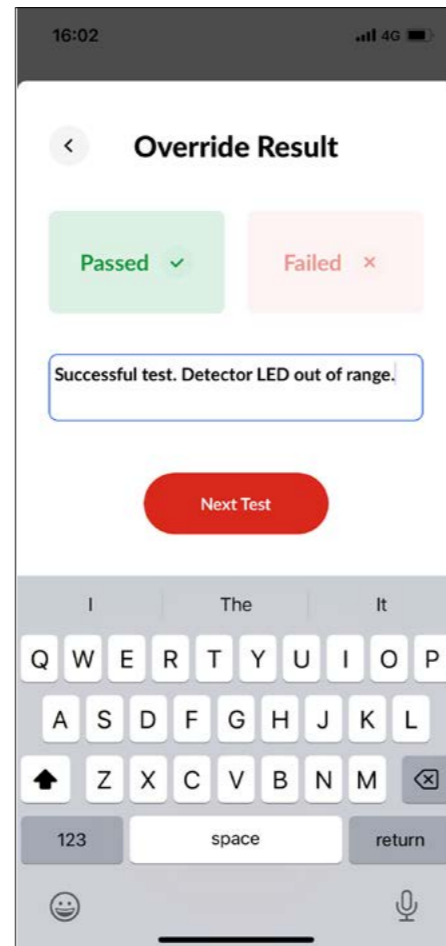 16:02 4G
Override Result
Passed Failed
Successful test. Detector LED out of range.
Next Test
I The It
Q W E R T Y U I O P
A S D F G H J K L
Z X C V B N M
123 space return